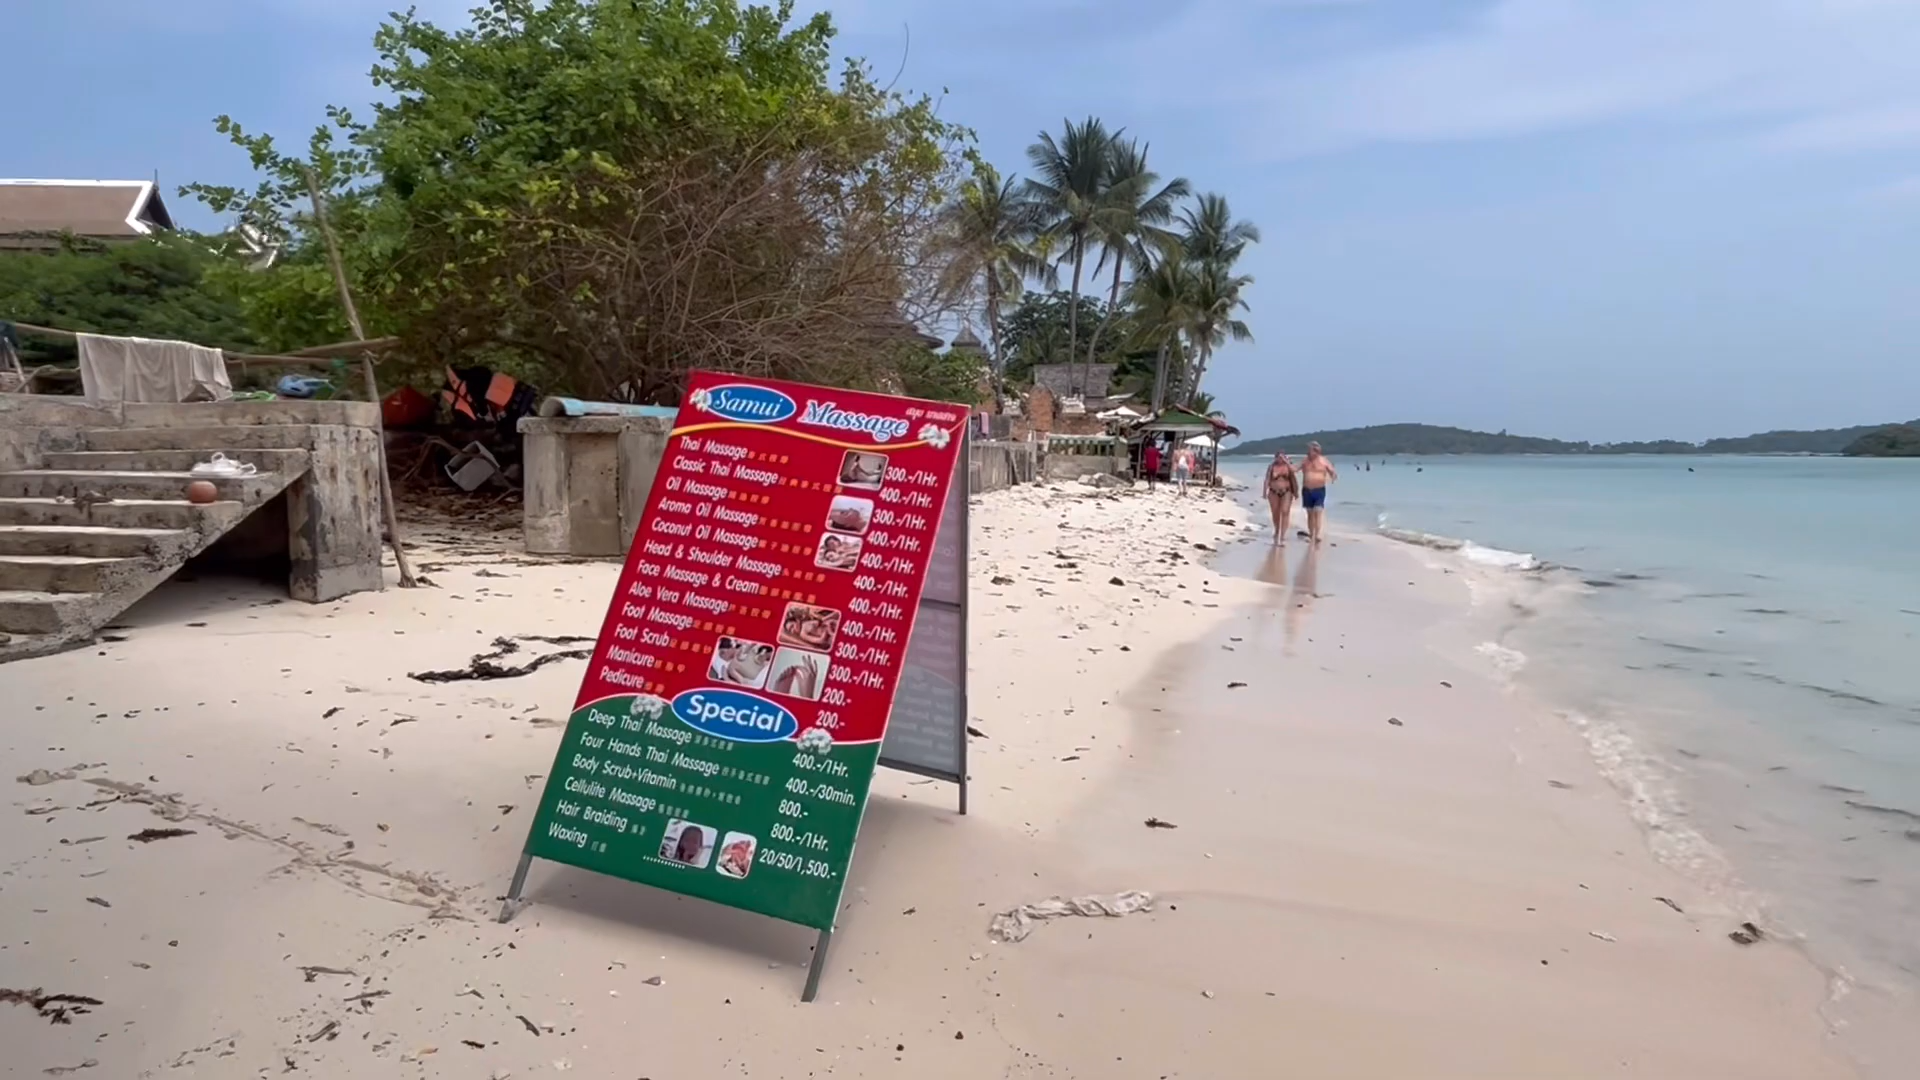 Samui Massage
Thai Massage 300.-/1Hr.
Classic Thai Massage 400.-/1Hr.
Oil Massage 300.-/1Hr.
Aroma Oil Massage 400.-/1Hr.
Coconut Oil Massage 400.-/1Hr.
Head & Shoulder Massage 400.-/1Hr.
Face Massage & Cream 400.-/1Hr.
Aloe Vera Massage 400.-/1Hr.
Foot Massage 300.-/1Hr.
Foot Scrub 300.-/1Hr.
Manicure 200.-
Pedicure 200.-
Special
Deep Thai Massage 400.-/1Hr.
Four Hands Thai Massage 400.-/30min.
Body Scrub+Vitamin 800.-
Cellulite Massage 800.-/1Hr.
Hair Braiding 20/50/1,500.-
Waxing